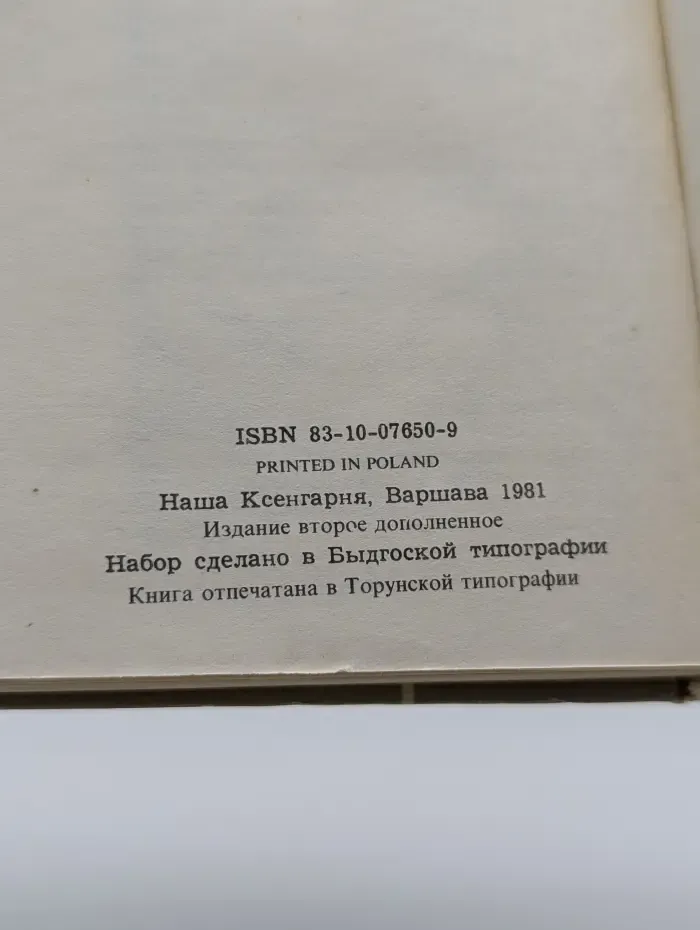 ISBN 83-10-07650-9
PRINTED IN POLAND
Наша Ксенгарня, Варшава 1981
Издание второе дополненное
Набор сделано в Быдгоской типографии
Книга отпечатана в Торунской типографии